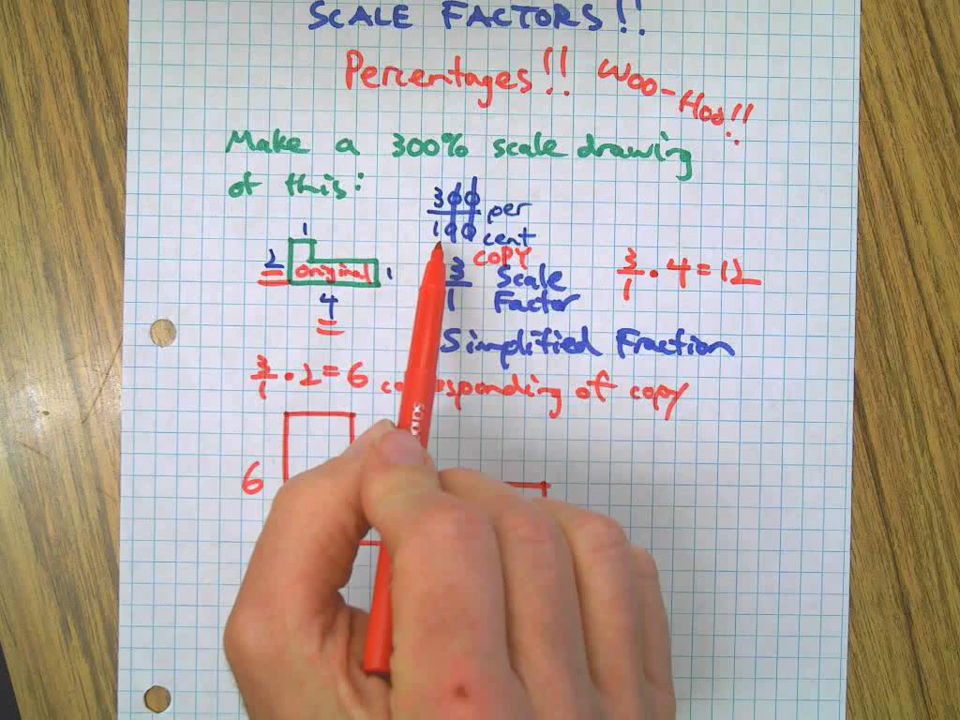 SCALE FACTORS!!
Percentages!! Woo-Hoo!!
Make a 300% scale drawing
of this:
300 per
100 cent
1
2
original
1
4
COPY
3 Scale
1 Factor
3/1 · 4 = 12
Simplified Fraction
3/1 · 2 = 6 corresponding of copy
6